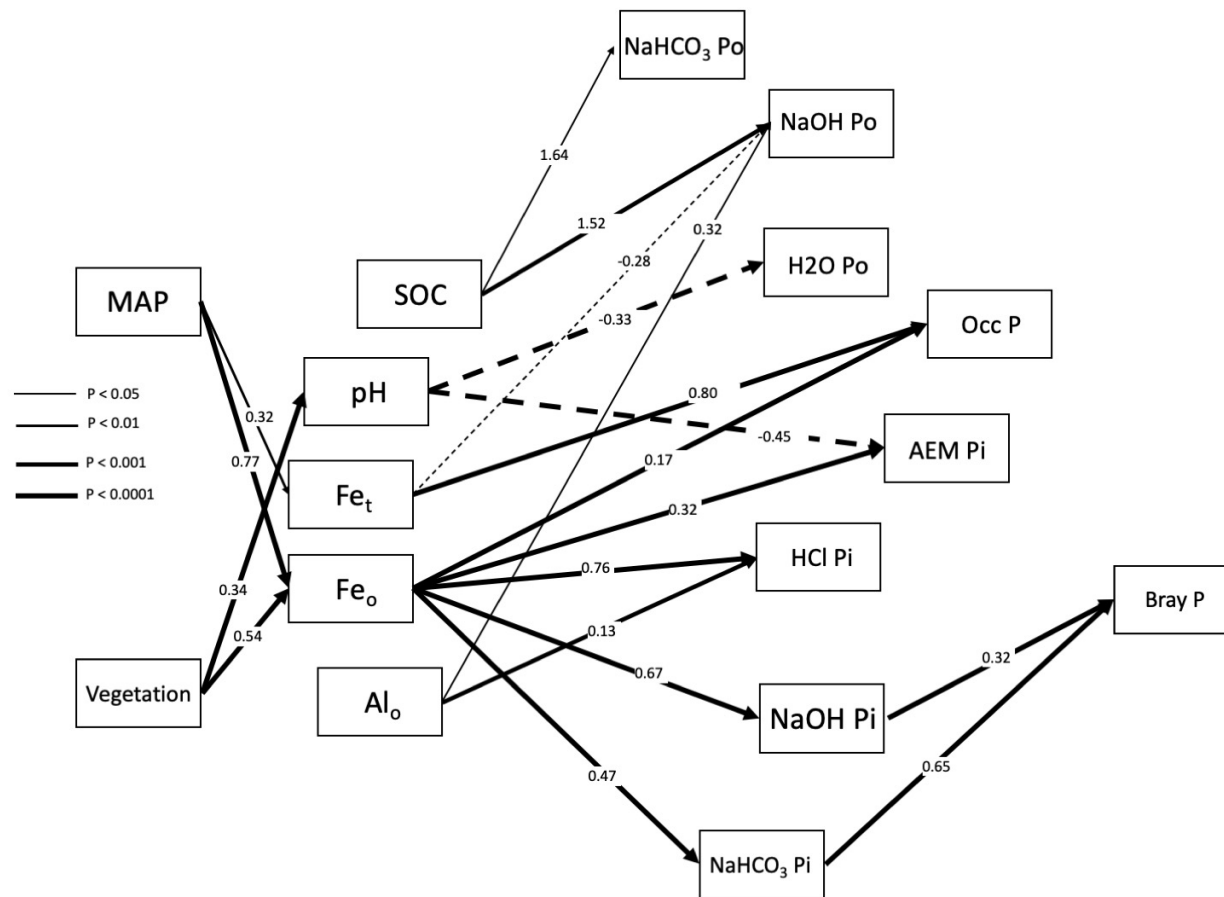 NaHCO₃ Po
NaOH Po
1.64
1.52
0.32
-0.28
H2O Po
MAP
SOC
-0.33
Occ P
pH
P < 0.05
P < 0.01
P < 0.001
P < 0.0001
0.32
0.77
0.80
-0.45
AEM Pi
0.17
Feₜ
0.32
HCl Pi
0.76
Feₒ
0.34
0.54
0.13
Bray P
Vegetation
Alₒ
0.67
0.32
NaOH Pi
0.47
0.65
NaHCO₃ Pi